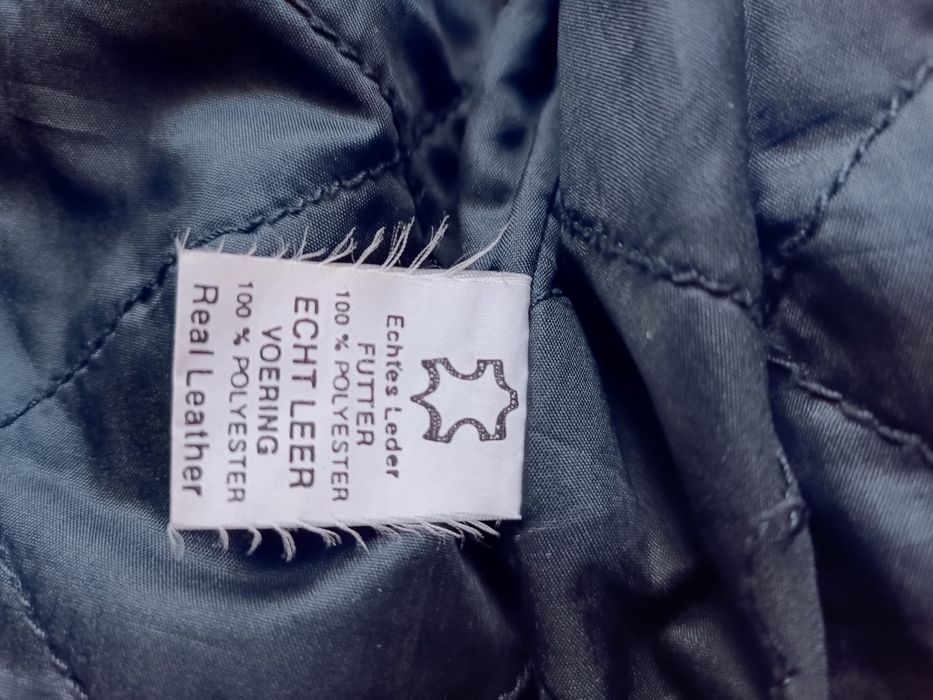 Echtes Leder
FUTTER
100 % POLYESTER
ECHT LEER
VOERING
100 % POLYESTER
Real Leather